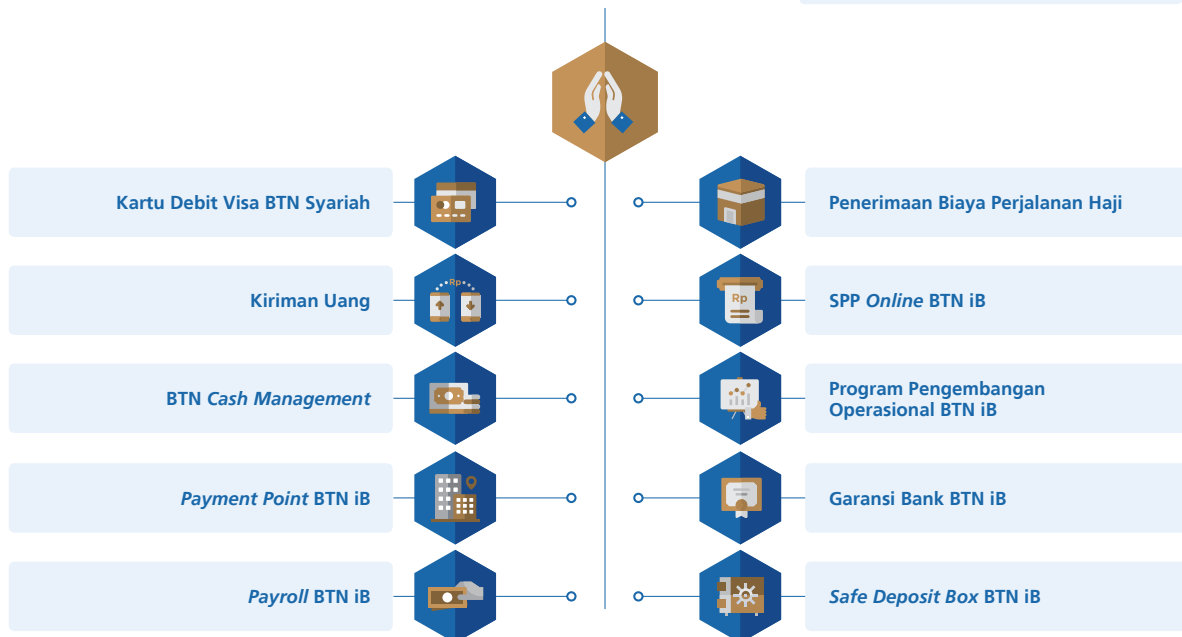 Kartu Debit Visa BTN Syariah
Kiriman Uang
Rp
BTN Cash Management
Payment Point BTN iB
Payroll BTN iB
Penerimaan Biaya Perjalanan Haji
Rp
SPP Online BTN iB
Program Pengembangan
Operasional BTN iB
Garansi Bank BTN iB
Safe Deposit Box BTN iB